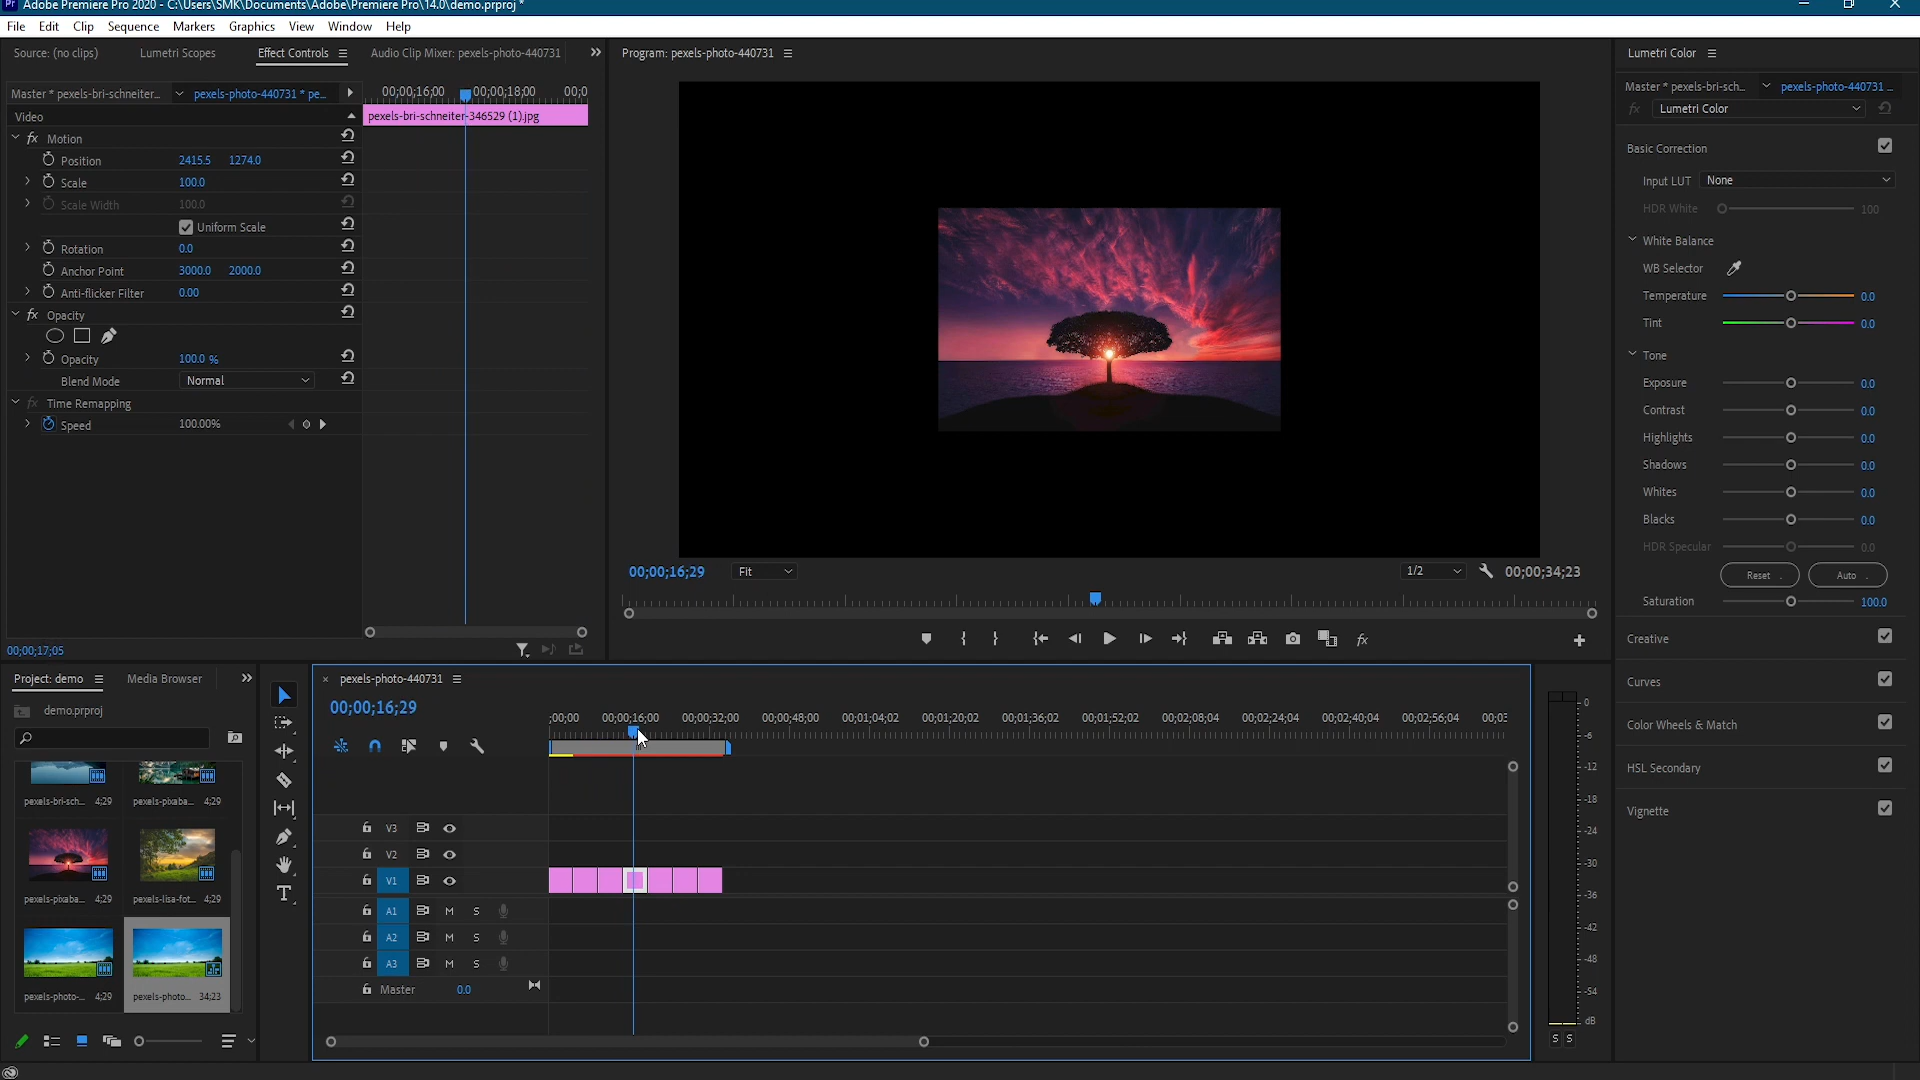 Adobe Premiere Pro 2020 - C:\Users\SMK\Documents\Adobe\Premiere Pro\14.0\demo.prproj *
File Edit Clip Sequence Markers Graphics View Window Help
Source: (no clips) Lumetri Scopes Effect Controls Audio Clip Mixer: pexels-photo-440731
Program: pexels-photo-440731
Lumetri Color
Master * pexels-bri-schneiter... pexels-photo-440731 * pe...
00;00;16;00 00;00;18;00 00;0
Master * pexels-bri-sch... pexels-photo-440731 ...
fx Lumetri Color
Video
pexels-bri-schneiter-346529 (1).jpg
fx Motion
Position 2415.5 1274.0
Scale 100.0
Scale Width 100.0
Uniform Scale
Rotation 0.0
Anchor Point 3000.0 2000.0
Anti-flicker Filter 0.00
fx Opacity
Opacity 100.0 %
Blend Mode Normal
fx Time Remapping
Speed 100.00%
00;00;17;05
00;00;16;29 Fit 1/2 00;00;34;23
fx
Basic Correction
Input LUT None
HDR White 100
White Balance
WB Selector
Temperature 0.0
Tint 0.0
Tone
Exposure 0.0
Contrast 0.0
Highlights 0.0
Shadows 0.0
Whites 0.0
Blacks 0.0
HDR Specular 0.0
Reset Auto
Saturation 100.0
Creative
Curves
Color Wheels & Match
HSL Secondary
Vignette
Project: demo Media Browser
demo.prproj
pexels-bri-sch... 4;29 pexels-pixaba... 4;29
pexels-pixaba... 4;29 pexels-lisa-fot... 4;29
pexels-photo-... 4;29 pexels-photo... 34;23
pexels-photo-440731
00;00;16;29
;00;00 00;00;16;00 00;00;32;00 00;00;48;00 00;01;04;02 00;01;20;02 00;01;36;02 00;01;52;02 00;02;08;04 00;02;24;04 00;02;40;04 00;02;56;04 00;03
V3
V2
V1
A1 M S
A2 M S
A3 M S
Master 0.0
0
-6
-12
-18
-24
-30
-36
-42
-48
-54
dB
S S